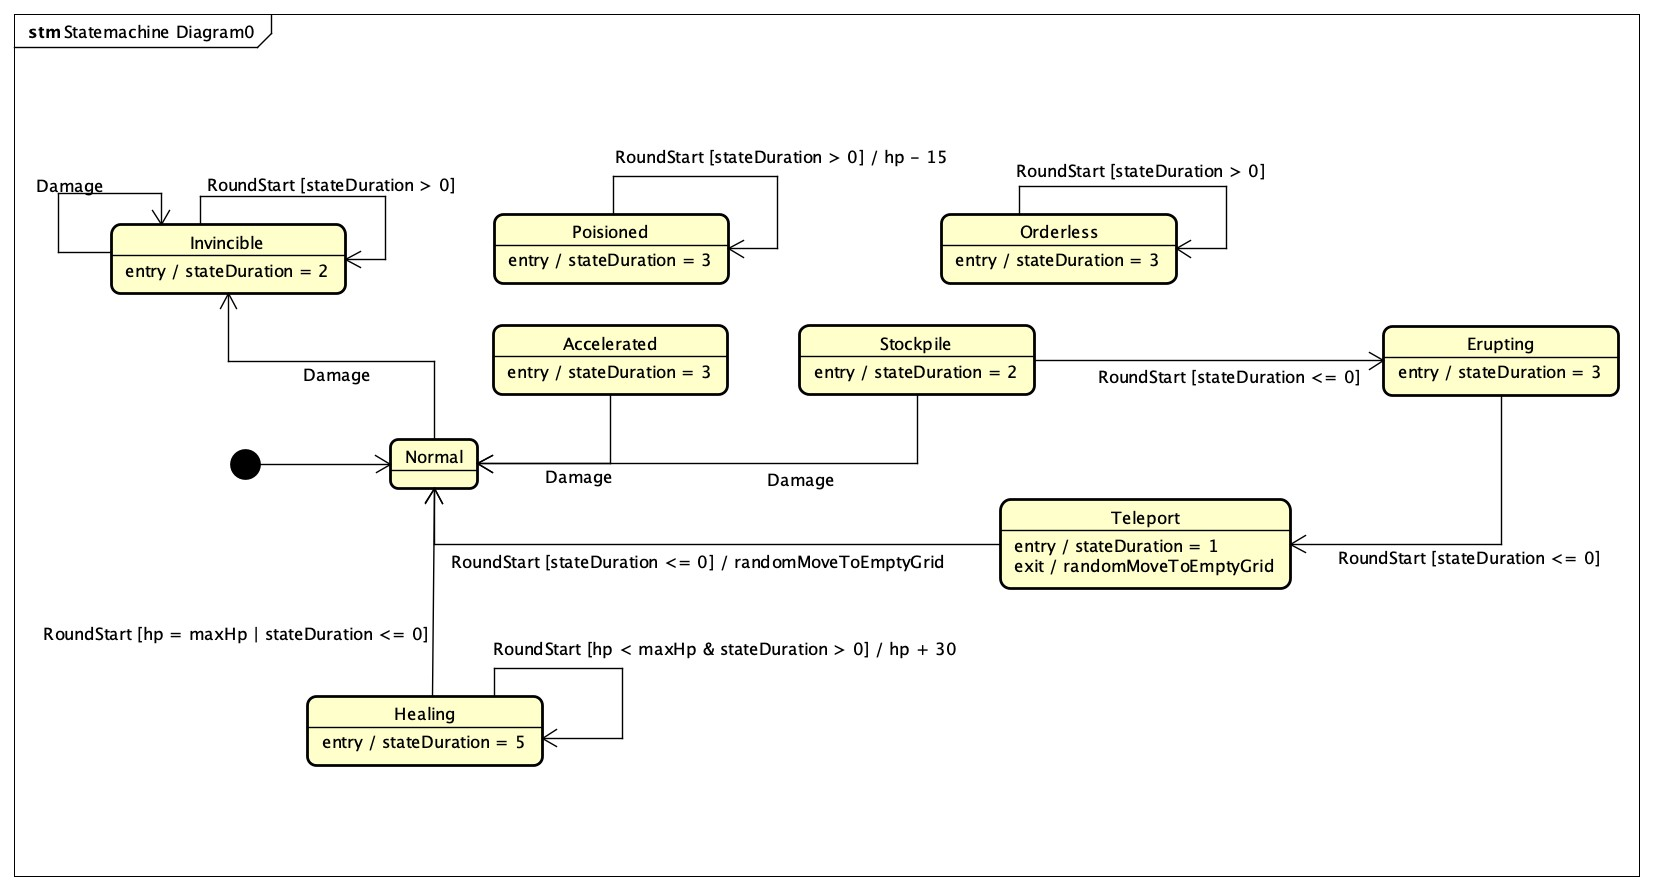 stm Statemachine Diagram0
RoundStart [stateDuration > 0] / hp - 15
RoundStart [stateDuration > 0]
Damage
RoundStart [stateDuration > 0]
Invincible
entry / stateDuration = 2
Poisioned
entry / stateDuration = 3
Orderless
entry / stateDuration = 3
Accelerated
entry / stateDuration = 3
Stockpile
entry / stateDuration = 2
Erupting
entry / stateDuration = 3
Damage
RoundStart [stateDuration <= 0]
Normal
Damage
Damage
Teleport
entry / stateDuration = 1
exit / randomMoveToEmptyGrid
RoundStart [stateDuration <= 0] / randomMoveToEmptyGrid
RoundStart [stateDuration <= 0]
RoundStart [hp = maxHp | stateDuration <= 0]
RoundStart [hp < maxHp & stateDuration > 0] / hp + 30
Healing
entry / stateDuration = 5